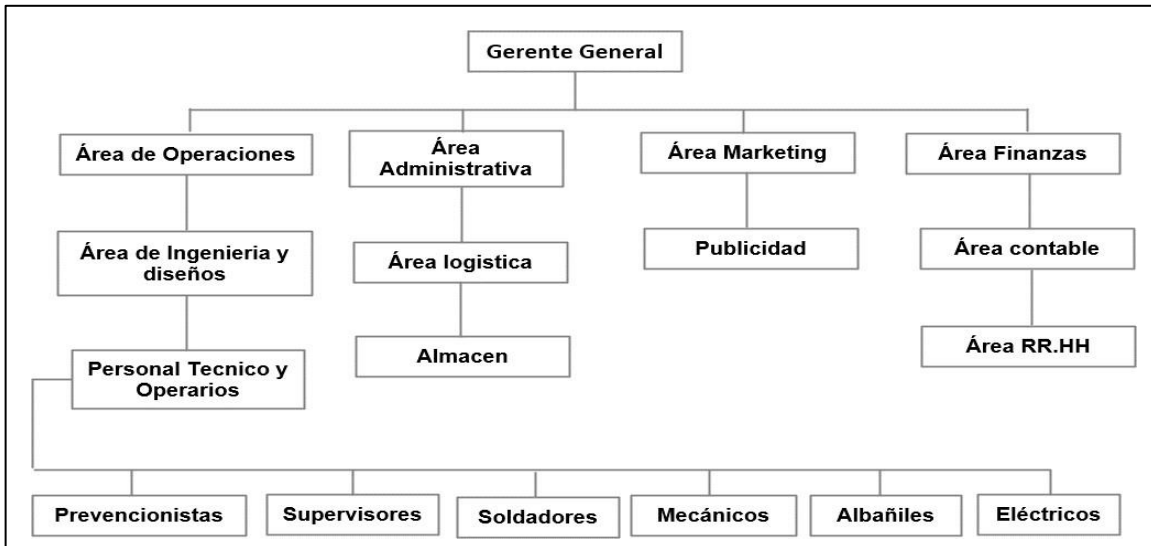 Gerente General
Área de Operaciones
Área
Administrativa
Área Marketing
Área Finanzas
Área de Ingenieria y
diseños
Área logistica
Publicidad
Área contable
Personal Tecnico y
Operarios
Almacen
Área RR.HH
Prevencionistas
Supervisores
Soldadores
Mecánicos
Albañiles
Eléctricos